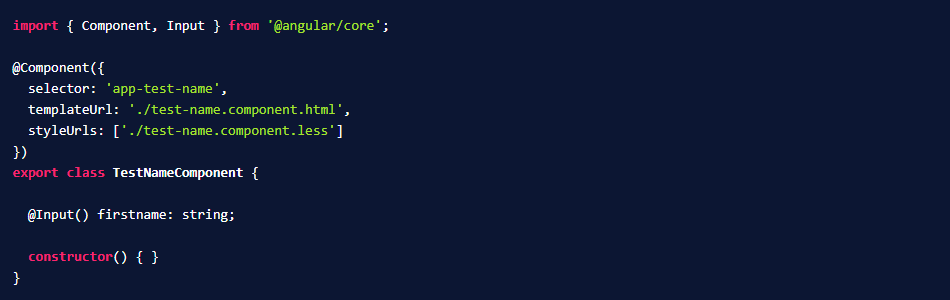 import { Component, Input } from '@angular/core';
@Component({
  selector: 'app-test-name',
  templateUrl: './test-name.component.html',
  styleUrls: ['./test-name.component.less']
})
export class TestNameComponent {
  @Input() firstname: string;
  constructor() { }
}